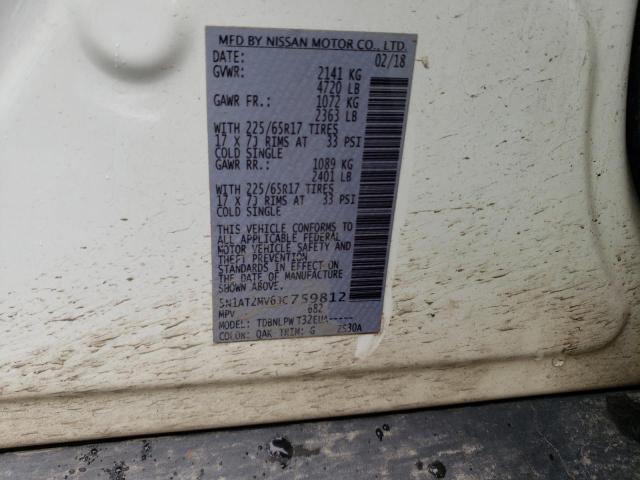 MFD BY NISSAN MOTOR CO., LTD.
DATE: 02/18
GVWR: 2141 KG
4720 LB
GAWR FR.: 1072 KG
2363 LB
WITH 225/65R17 TIRES
17 X 7J RIMS AT 33 PSI
COLD SINGLE
GAWR RR.: 1089 KG
2401 LB
WITH 225/65R17 TIRES
17 X 7J RIMS AT 33 PSI
COLD SINGLE
THIS VEHICLE CONFORMS TO
ALL APPLICABLE FEDERAL
MOTOR VEHICLE SAFETY AND
THEFT PREVENTION
STANDARDS IN EFFECT ON
THE DATE OF MANUFACTURE
SHOWN ABOVE.
5N1AT2MV6JC759812
MPV 682
MODEL: TDBNLPW T32EUA-----
COLOR: QAK TRIM: G 2530A